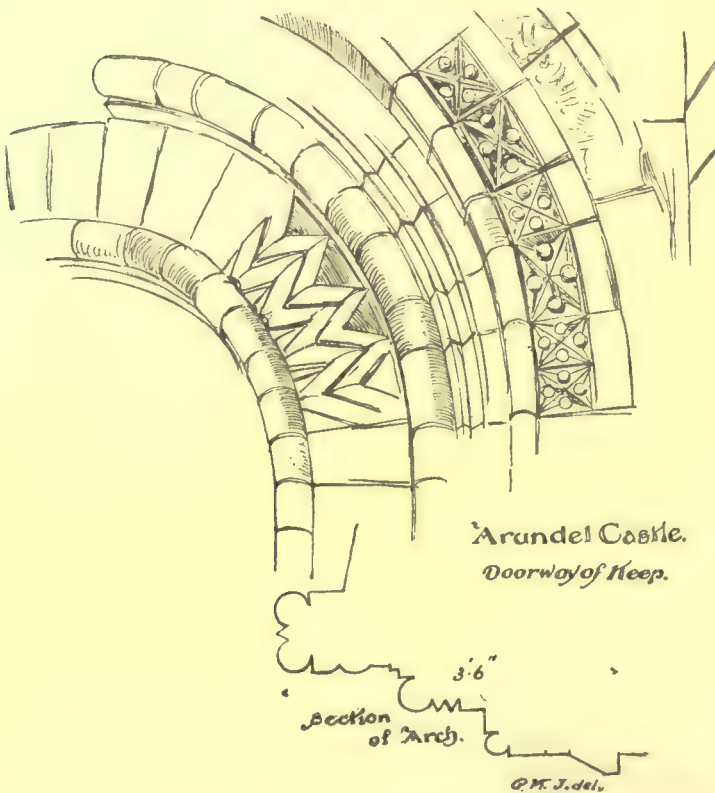 Arundel Castle.
Doorway of Keep.
3'.6"
Section
of Arch.
P.M.J. del.